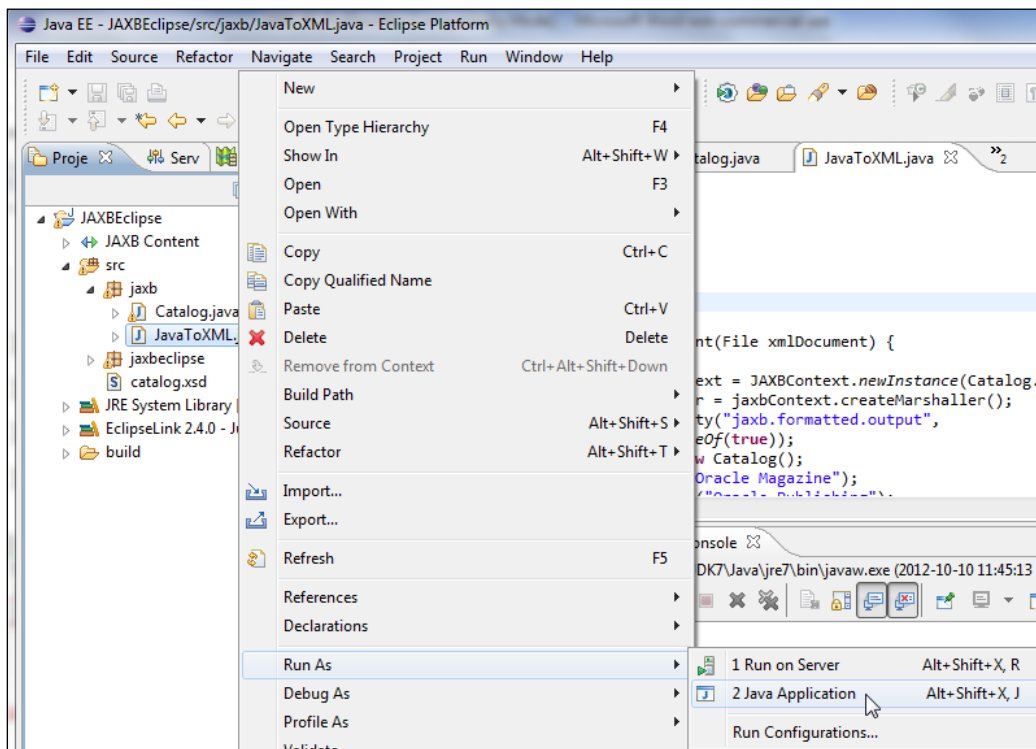 Java EE - JAXBEclipse/src/jaxb/JavaToXML.java - Eclipse Platform
File Edit Source Refactor Navigate Search Project Run Window Help
Proje Serv
talog.java JavaToXML.java »2
JAXBEclipse
JAXB Content
src
jaxb
Catalog.java
JavaToXML.
jaxbeclipse
catalog.xsd
JRE System Library
EclipseLink 2.4.0 - J
build
New
Open Type Hierarchy F4
Show In Alt+Shift+W
Open F3
Open With
Copy Ctrl+C
Copy Qualified Name
Paste Ctrl+V
Delete Delete
Remove from Context Ctrl+Alt+Shift+Down
Build Path
Source Alt+Shift+S
Refactor Alt+Shift+T
Import...
Export...
Refresh F5
References
Declarations
Run As
Debug As
Profile As
Validate
nt(File xmlDocument) {
ext = JAXBContext.newInstance(Catalog.
r = jaxbContext.createMarshaller();
ty("jaxb.formatted.output",
eOf(true));
w Catalog();
Oracle Magazine");
("Oracle Publishing");
onsole
DK7\Java\jre7\bin\javaw.exe (2012-10-10 11:45:13
1 Run on Server Alt+Shift+X, R
2 Java Application Alt+Shift+X, J
Run Configurations...